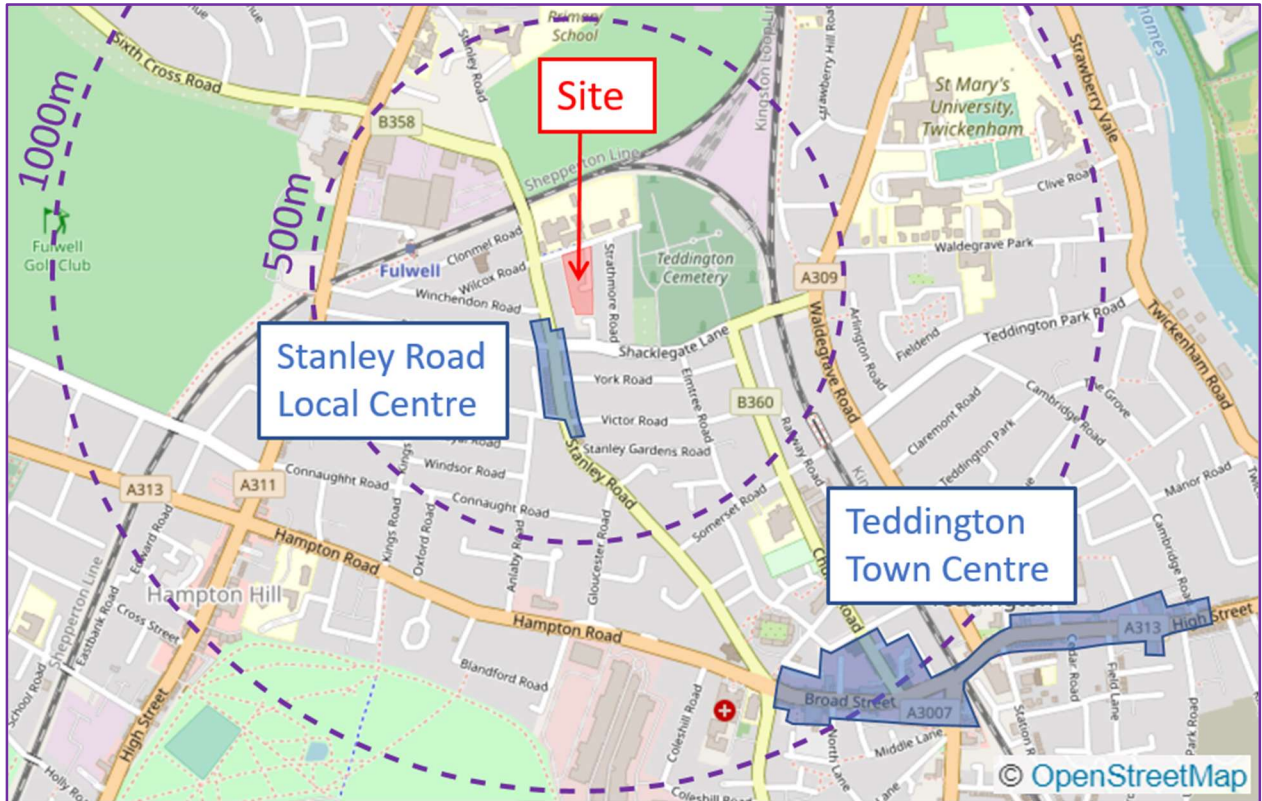 Primary
School
Stanley Road
Sixth Cross Road
Site
B358
1000m
500m
Shepperton Line
Kingston Loop Line
Strawberry Hill Road
St Mary's
University,
Twickenham
Strawberry Vale
Clive Road
Fulwell
Golf Club
Fulwell
Clonmel Road
Wilcox Road
Winchendon Road
Strathmore Road
Teddington
Cemetery
Waldegrave Park
A309
Waldegrave Road
Arlington Road
Fieldend
Teddington Park Road
Twickenham Road
Stanley Road
Local Centre
Shacklegate Lane
York Road
Elmtree Road
B360
Victor Road
Stanley Gardens Road
Railway Road
Claremont Road
Cambridge Road
The Grove
Teddington Park
Manor Road
Windsor Road
Connaught Road
Connaught Road
Kings Road
Oxford Road
Anlaby Road
Gloucester Road
Stanley Road
Somerset Road
A313
A311
Hampton Road
Edward Road
Hampton Hill
Cross Street
Eastbank Road
Shepperton Line
School Road
High Street
Holly Road
Hampton Road
Blandford Road
Teddington
Town Centre
Cambridge Road
A313
High Street
Cedar Road
Field Lane
Broad Street
A3007
Coleshill Road
North Lane
Middle Lane
Station Road
Park Road
Coleshill Road
© OpenStreetMap